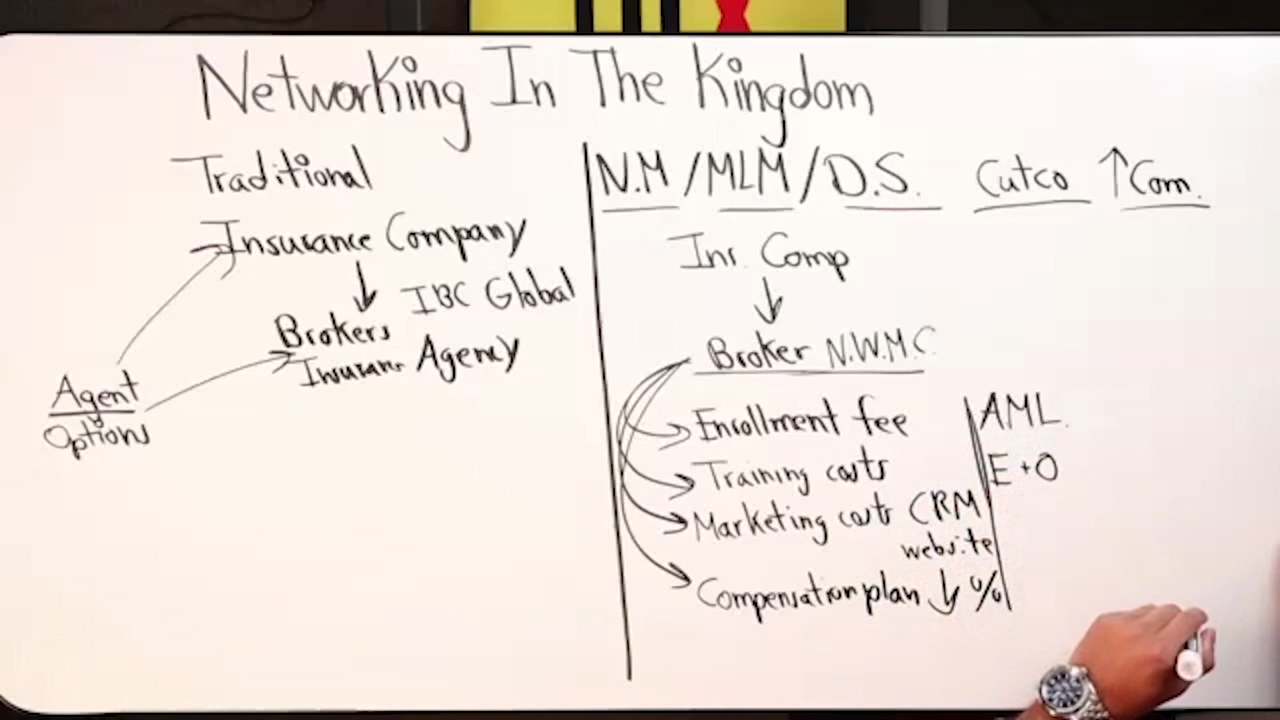 Networking In The Kingdom
Traditional
Insurance Company
IBC Global
Brokers
Insurance Agency
Agent
Options
N.M /MLM/D.S. Cutco ↑Com.
Ins. Comp
Broker N.W.M.C
Enrollment fee
Training costs
Marketing costs CRM
website
Compensation plan ↓ %
AML.
E+O